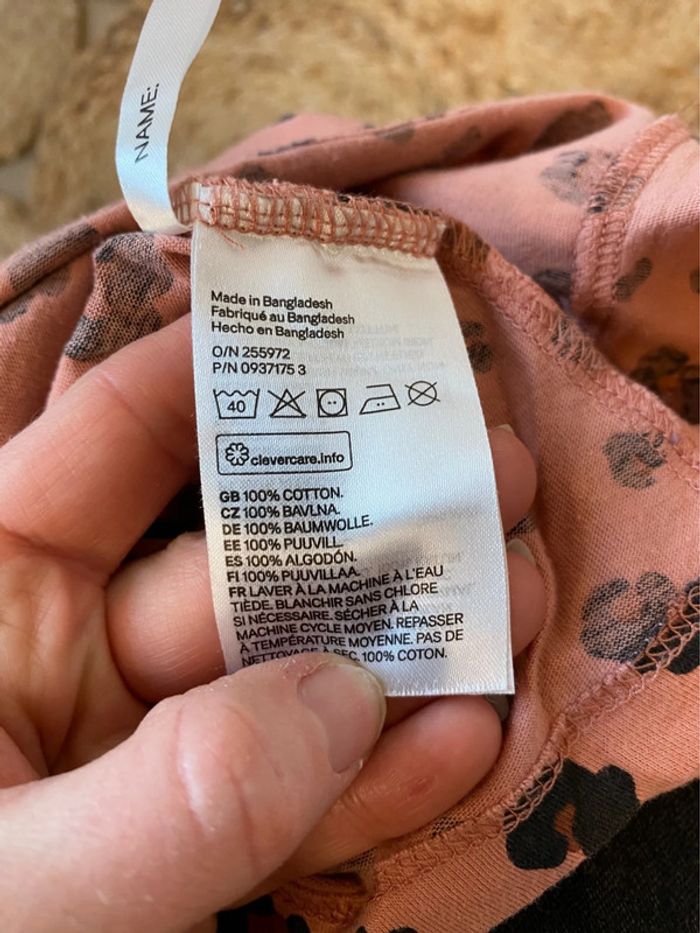 NAME:
Made in Bangladesh
Fabriqué au Bangladesh
Hecho en Bangladesh
O/N 255972
P/N 0937175 3
40
clevercare.info
GB 100% COTTON.
CZ 100% BAVLNA.
DE 100% BAUMWOLLE.
EE 100% PUUVILL.
ES 100% ALGODÓN.
FI 100% PUUVILLAA.
FR LAVER À LA MACHINE À L'EAU
TIÈDE. BLANCHIR SANS CHLORE
SI NÉCESSAIRE. SÉCHER À LA
MACHINE CYCLE MOYEN. REPASSER
À TEMPÉRATURE MOYENNE. PAS DE
NETTOYAGE À SEC. 100% COTON.